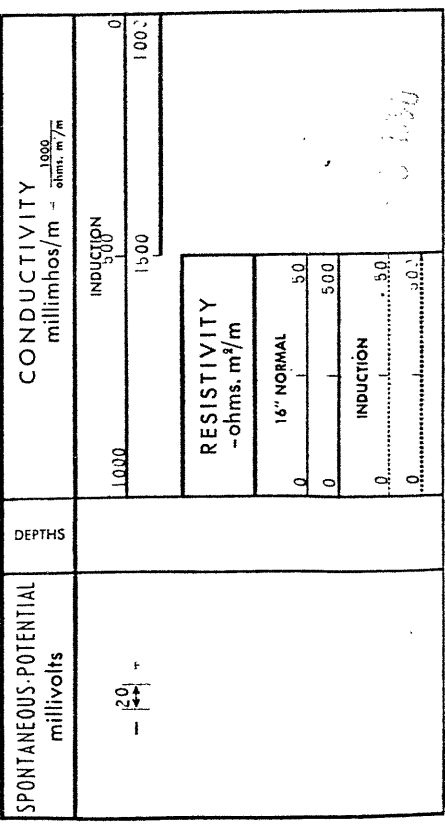 SPONTANEOUS-POTENTIAL
millivolts
- |20| +
DEPTHS
CONDUCTIVITY
millimhos/m = 1000
ohms. m²/m
INDUCTION
1000 500 0
1500 1000
RESISTIVITY
-ohms. m²/m
16" NORMAL
0 50
0 500
INDUCTION
0 50
0 500